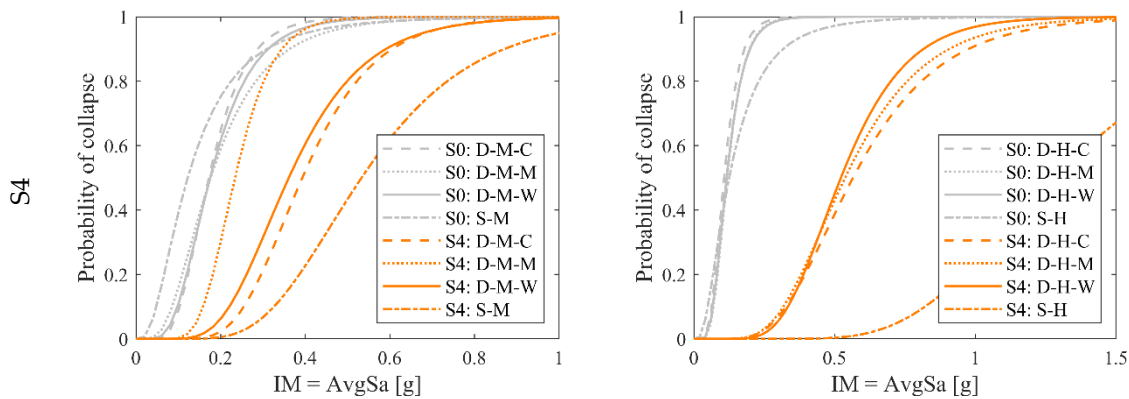 S4
Probability of collapse
1
0.8
0.6
0.4
0.2
0
0
0.2
0.4
0.6
0.8
1
IM = AvgSa [g]
S0: D-M-C
S0: D-M-M
S0: D-M-W
S0: S-M
S4: D-M-C
S4: D-M-M
S4: D-M-W
S4: S-M
Probability of collapse
1
0.8
0.6
0.4
0.2
0
0
0.5
1
1.5
IM = AvgSa [g]
S0: D-H-C
S0: D-H-M
S0: D-H-W
S0: S-H
S4: D-H-C
S4: D-H-M
S4: D-H-W
S4: S-H